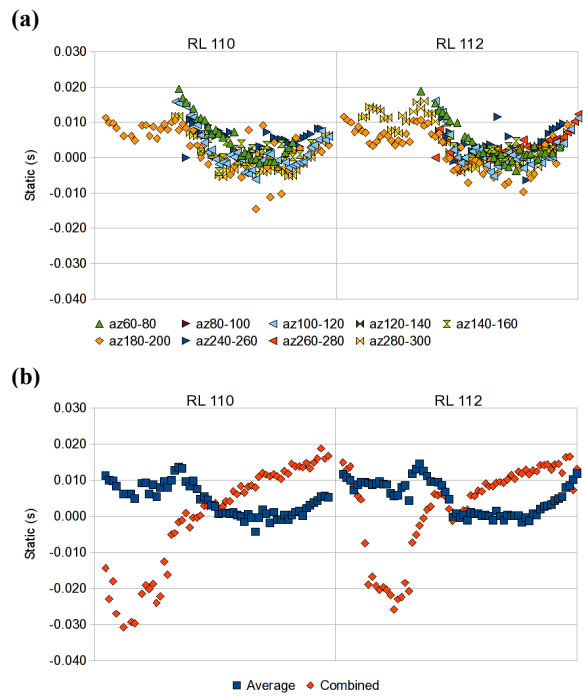 (a)
RL 110 RL 112
0.030
0.020
0.010
0.000
-0.010
-0.020
-0.030
-0.040
Static (s)
az60-80 az80-100 az100-120 az120-140 az140-160
az180-200 az240-260 az260-280 az280-300
(b)
RL 110 RL 112
0.030
0.020
0.010
0.000
-0.010
-0.020
-0.030
-0.040
Static (s)
Average Combined